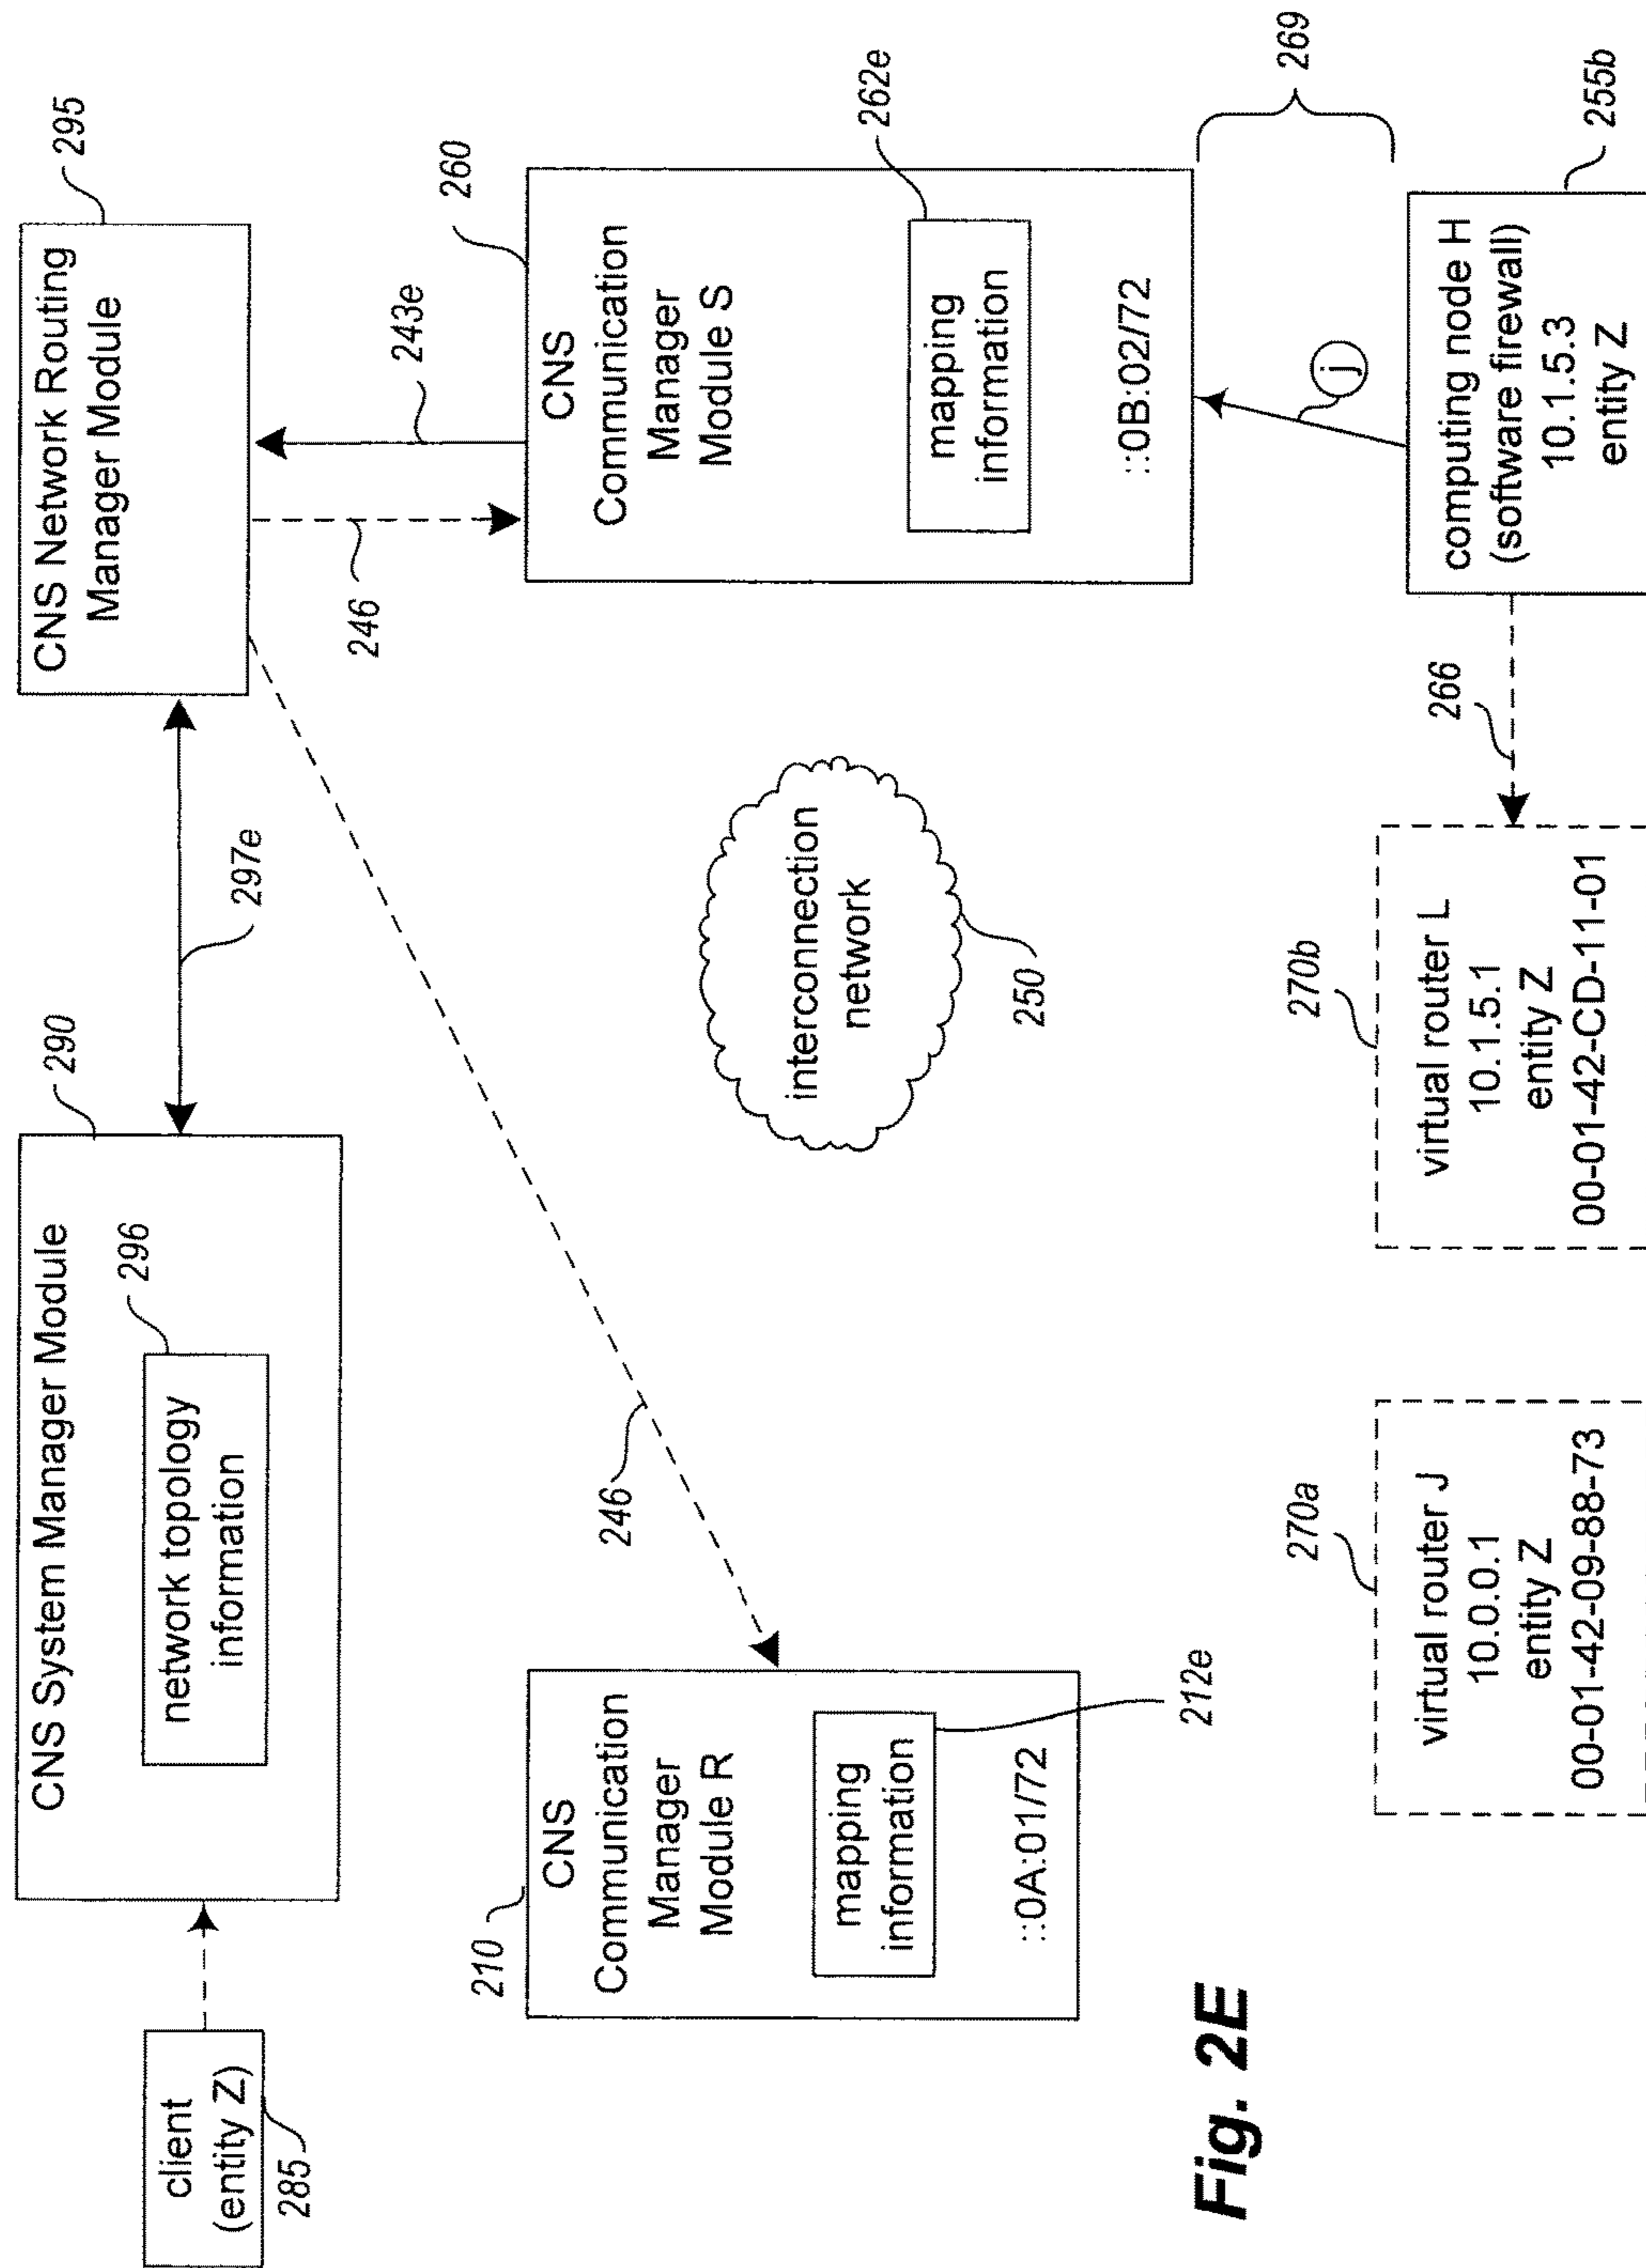 client
(entity Z)
285
CNS System Manager Module
290
network topology
information
296
297e
CNS Network Routing
Manager Module
295
246
246
243e
210
CNS
Communication
Manager
Module R
mapping
information
212e
::0A:01/72
interconnection
network
250
260
CNS
Communication
Manager
Module S
mapping
information
262e
::0B:02/72
269
j
Fig. 2E
270a
virtual router J
10.0.0.1
entity Z
00-01-42-09-88-73
270b
virtual router L
10.1.5.1
entity Z
00-01-42-CD-11-01
266
computing node H
(software firewall)
10.1.5.3
entity Z
255b